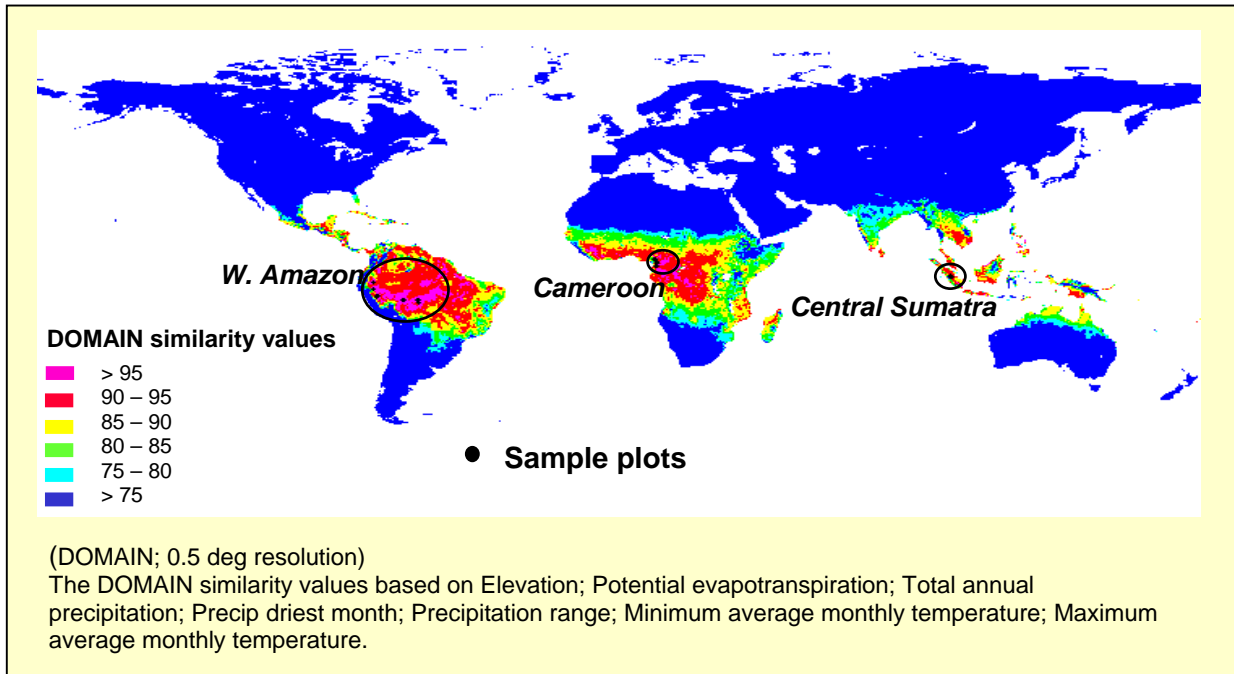 W. Amazon
Cameroon
Central Sumatra
DOMAIN similarity values
> 95
90 – 95
85 – 90
80 – 85
75 – 80
> 75
Sample plots
(DOMAIN; 0.5 deg resolution)
The DOMAIN similarity values based on Elevation; Potential evapotranspiration; Total annual
precipitation; Precip driest month; Precipitation range; Minimum average monthly temperature; Maximum
average monthly temperature.